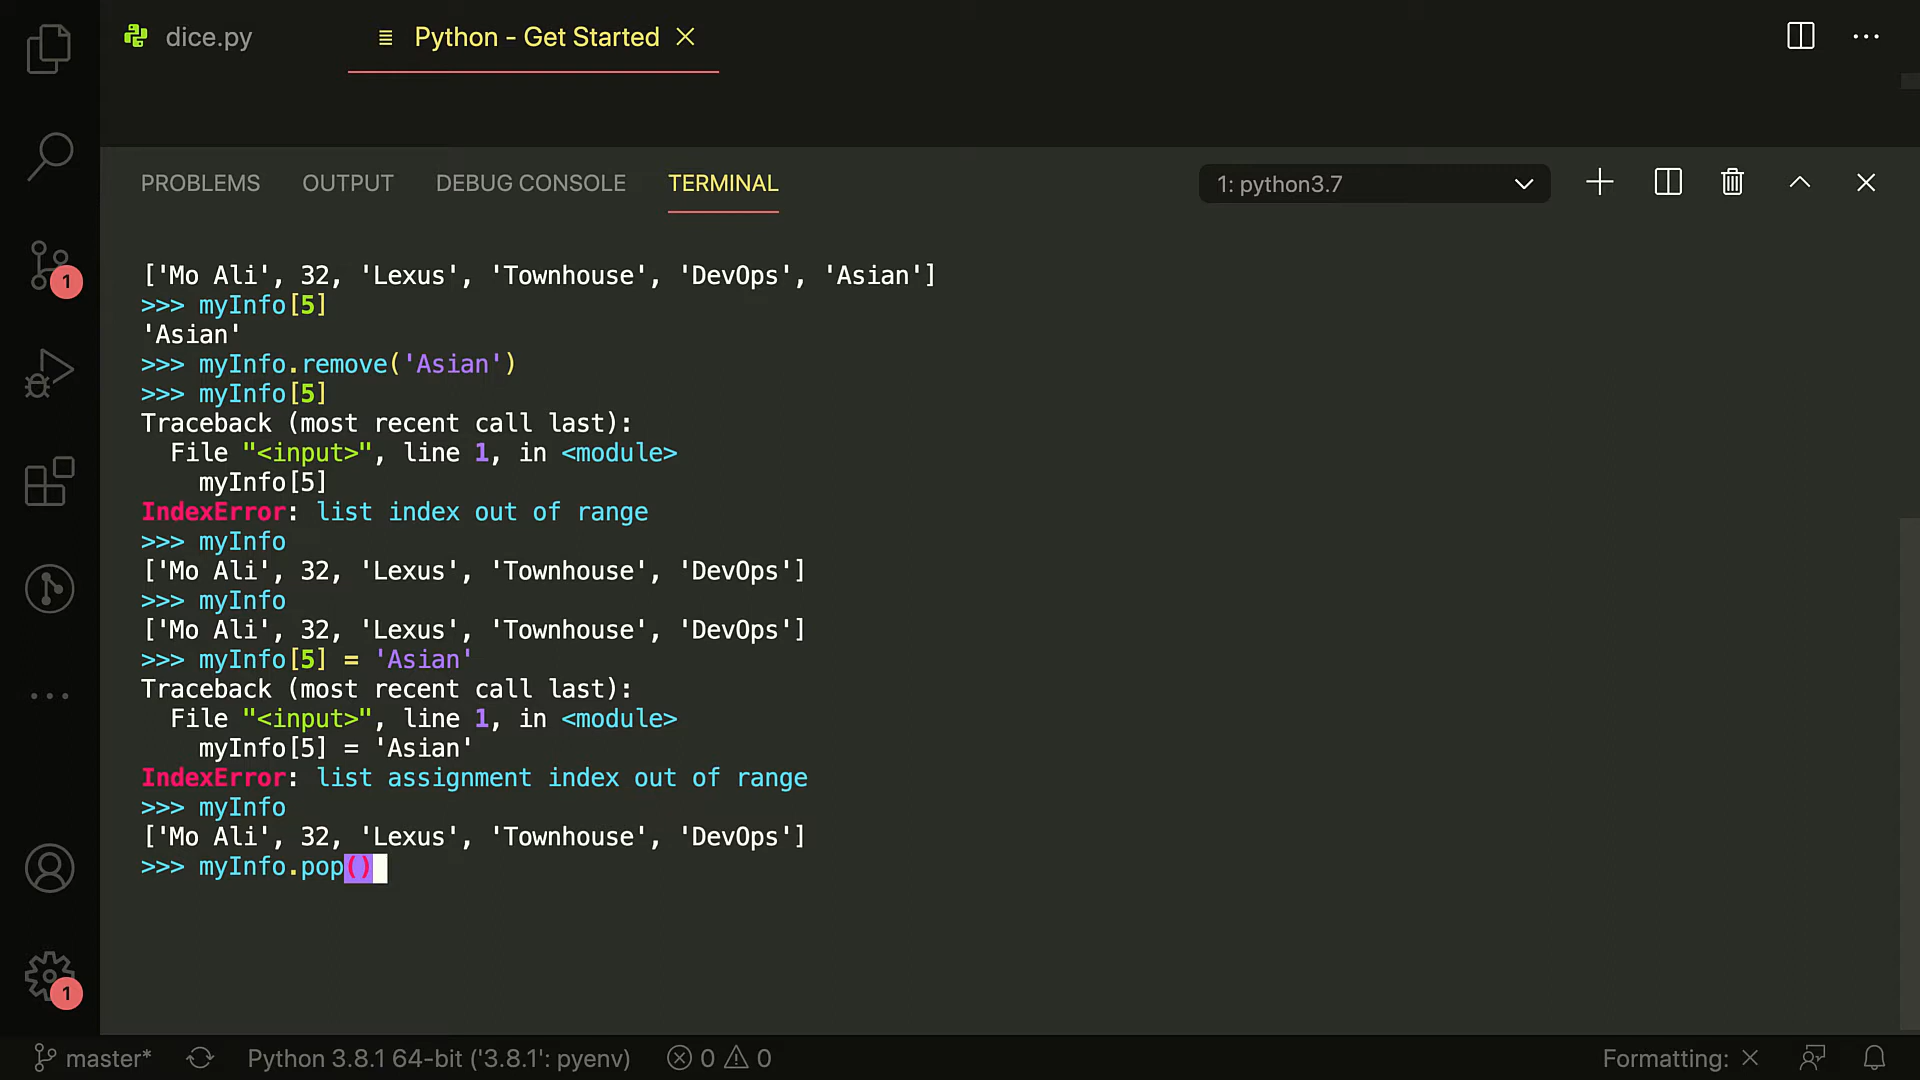 dice.py
Python - Get Started
PROBLEMS OUTPUT DEBUG CONSOLE TERMINAL 1: python3.7
['Mo Ali', 32, 'Lexus', 'Townhouse', 'DevOps', 'Asian']
>>> myInfo[5]
'Asian'
>>> myInfo.remove('Asian')
>>> myInfo[5]
Traceback (most recent call last):
  File "<input>", line 1, in <module>
    myInfo[5]
IndexError: list index out of range
>>> myInfo
['Mo Ali', 32, 'Lexus', 'Townhouse', 'DevOps']
>>> myInfo
['Mo Ali', 32, 'Lexus', 'Townhouse', 'DevOps']
>>> myInfo[5] = 'Asian'
Traceback (most recent call last):
  File "<input>", line 1, in <module>
    myInfo[5] = 'Asian'
IndexError: list assignment index out of range
>>> myInfo
['Mo Ali', 32, 'Lexus', 'Townhouse', 'DevOps']
>>> myInfo.pop()
1
1
master* Python 3.8.1 64-bit ('3.8.1': pyenv) 0 0 Formatting: ×